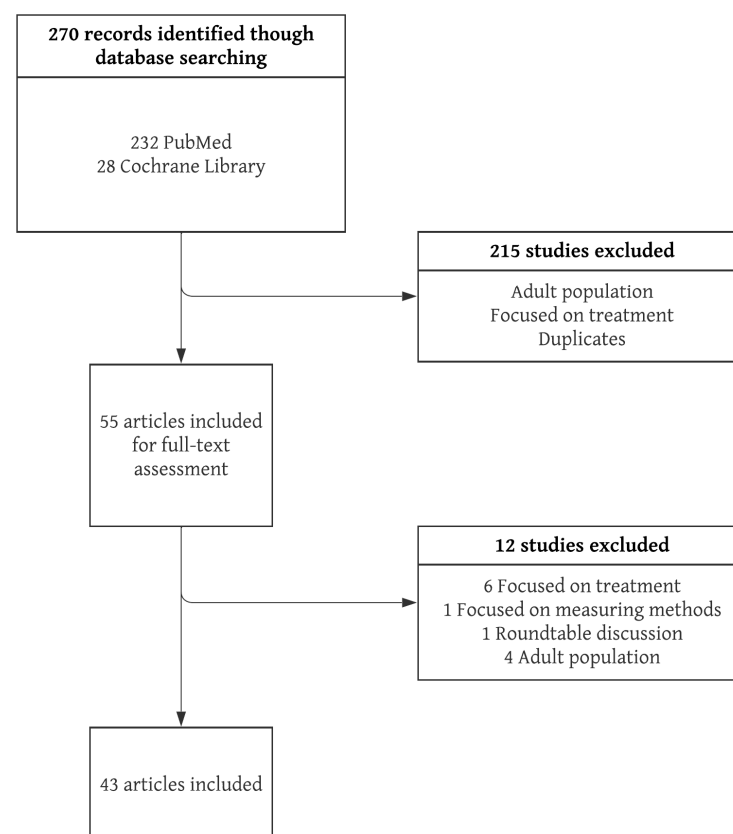 270 records identified though
database searching
232 PubMed
28 Cochrane Library
215 studies excluded
Adult population
Focused on treatment
Duplicates
55 articles included
for full-text
assessment
12 studies excluded
6 Focused on treatment
1 Focused on measuring methods
1 Roundtable discussion
4 Adult population
43 articles included